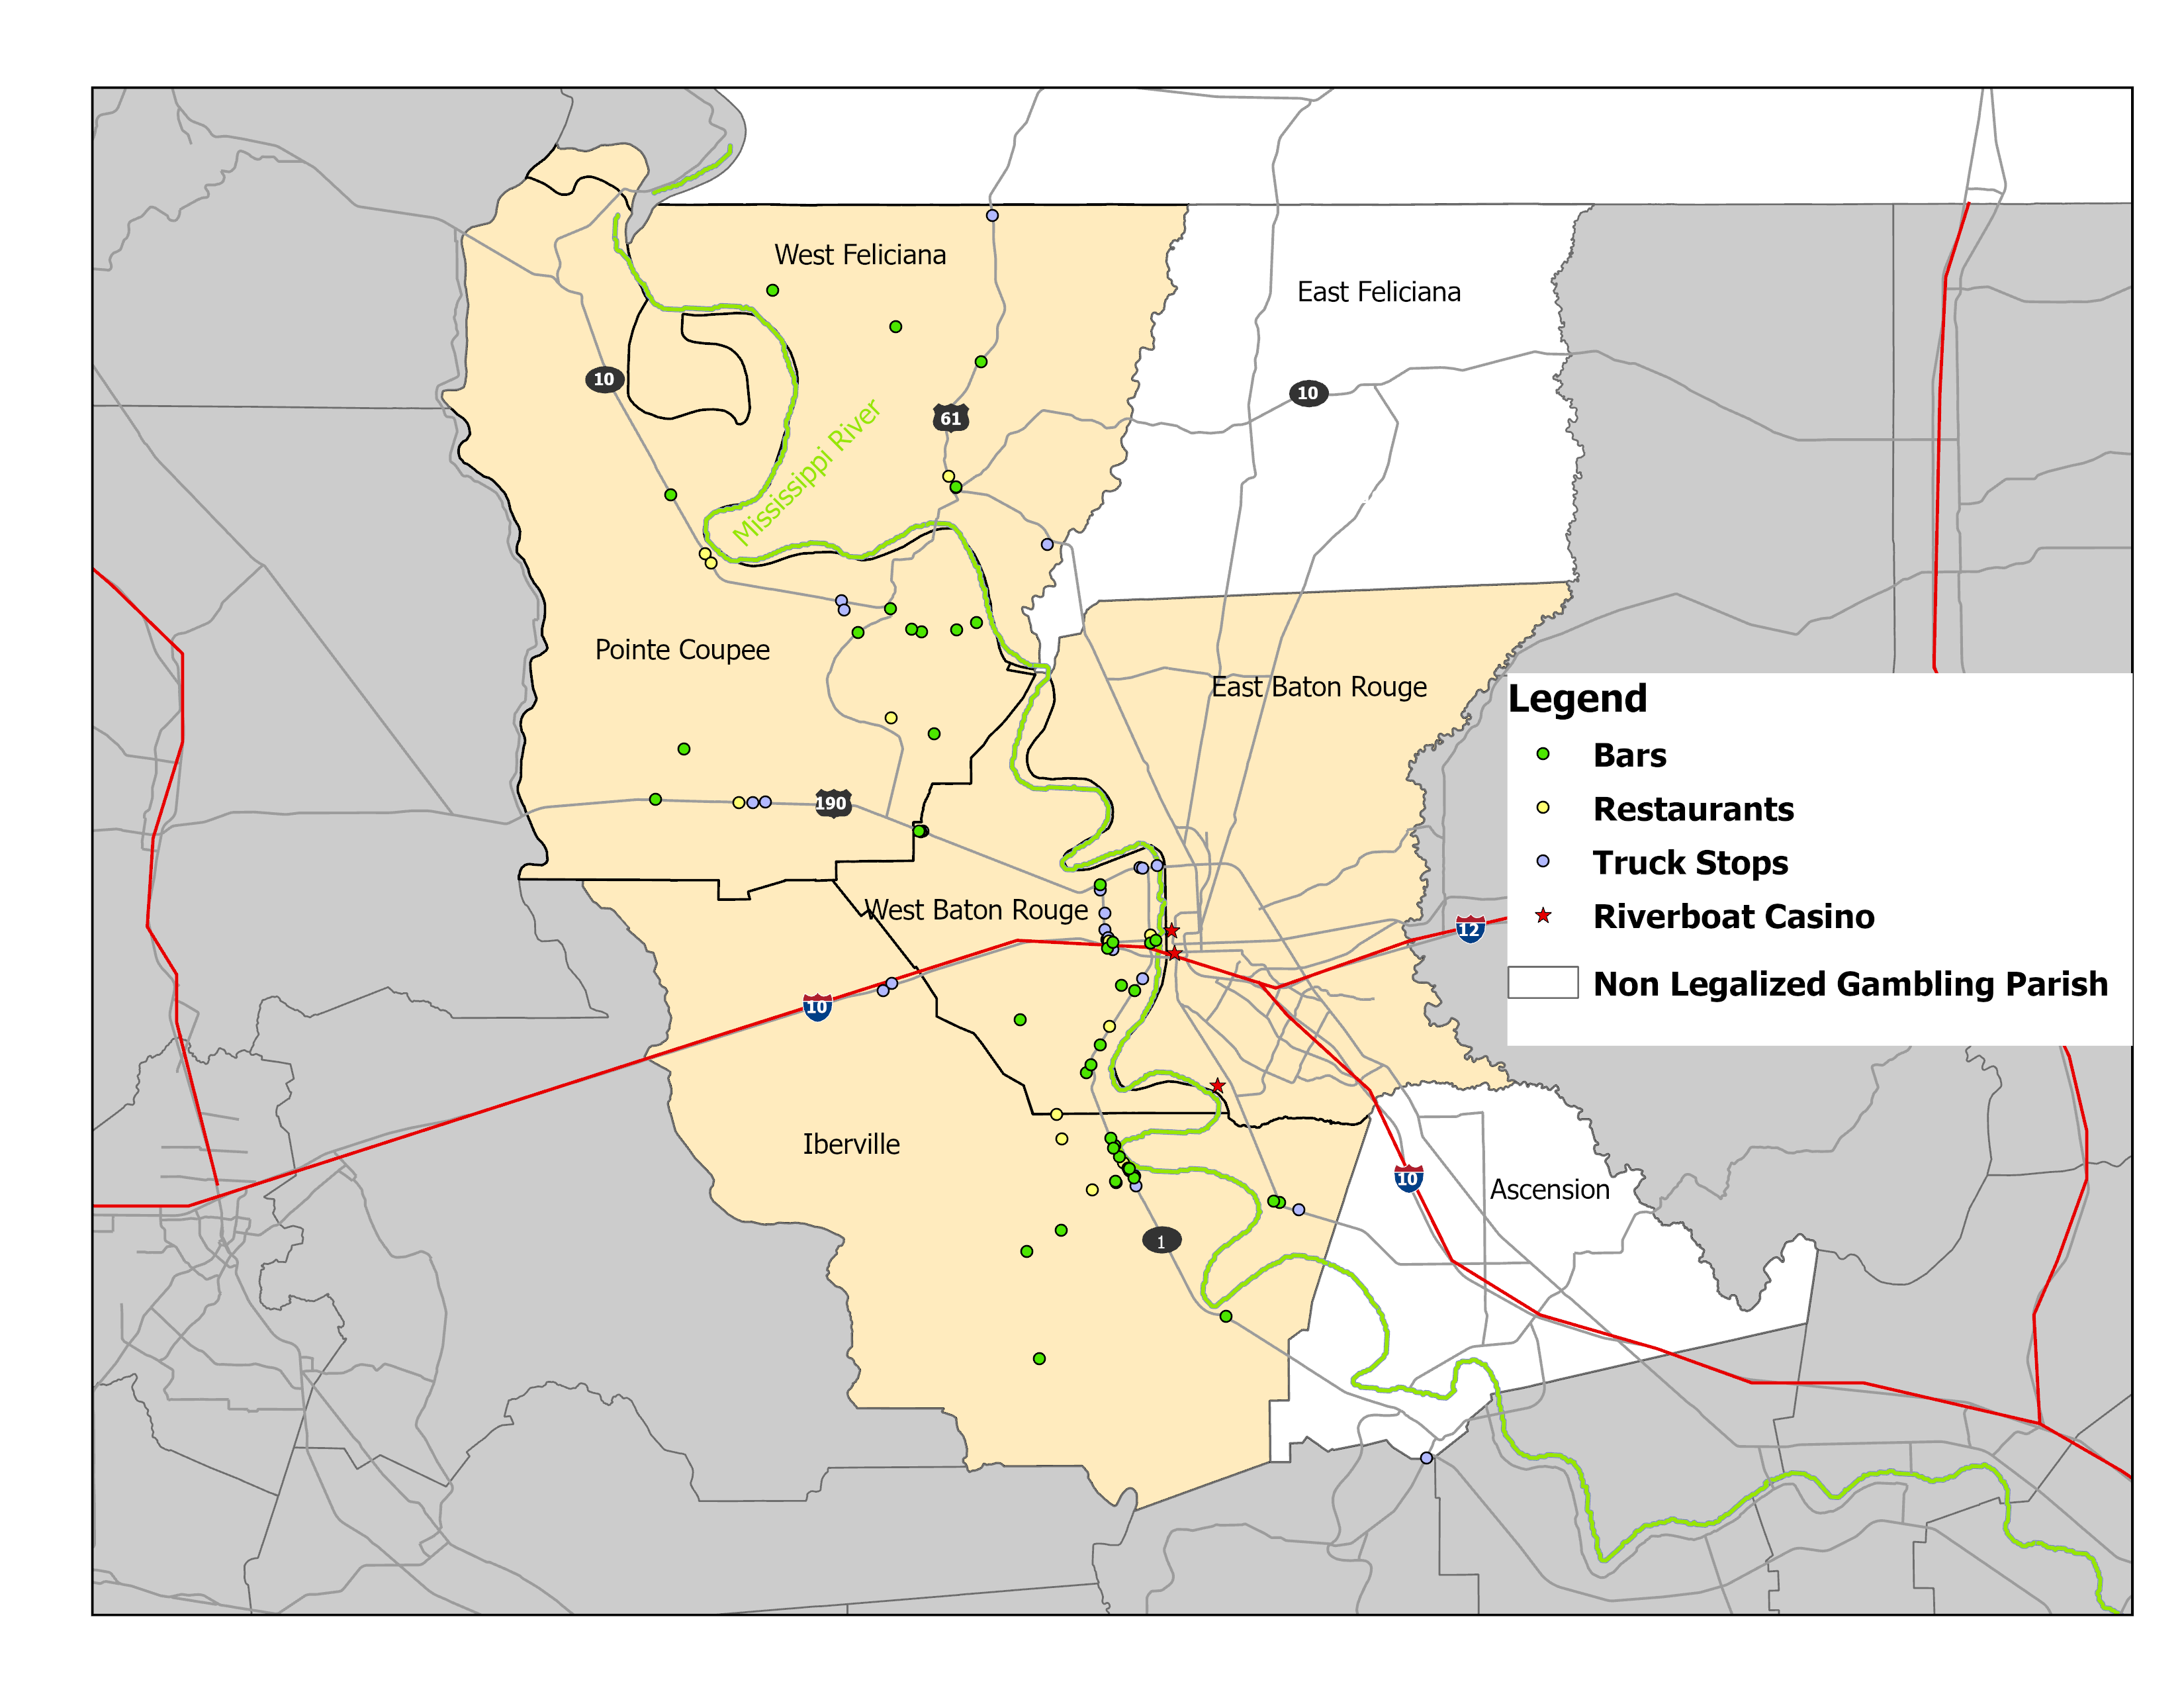 West Feliciana
East Feliciana
10
10
61
Mississippi River
Pointe Coupee
East Baton Rouge
Legend
Bars
Restaurants
Truck Stops
Riverboat Casino
Non Legalized Gambling Parish
190
West Baton Rouge
12
10
Iberville
10
Ascension
1